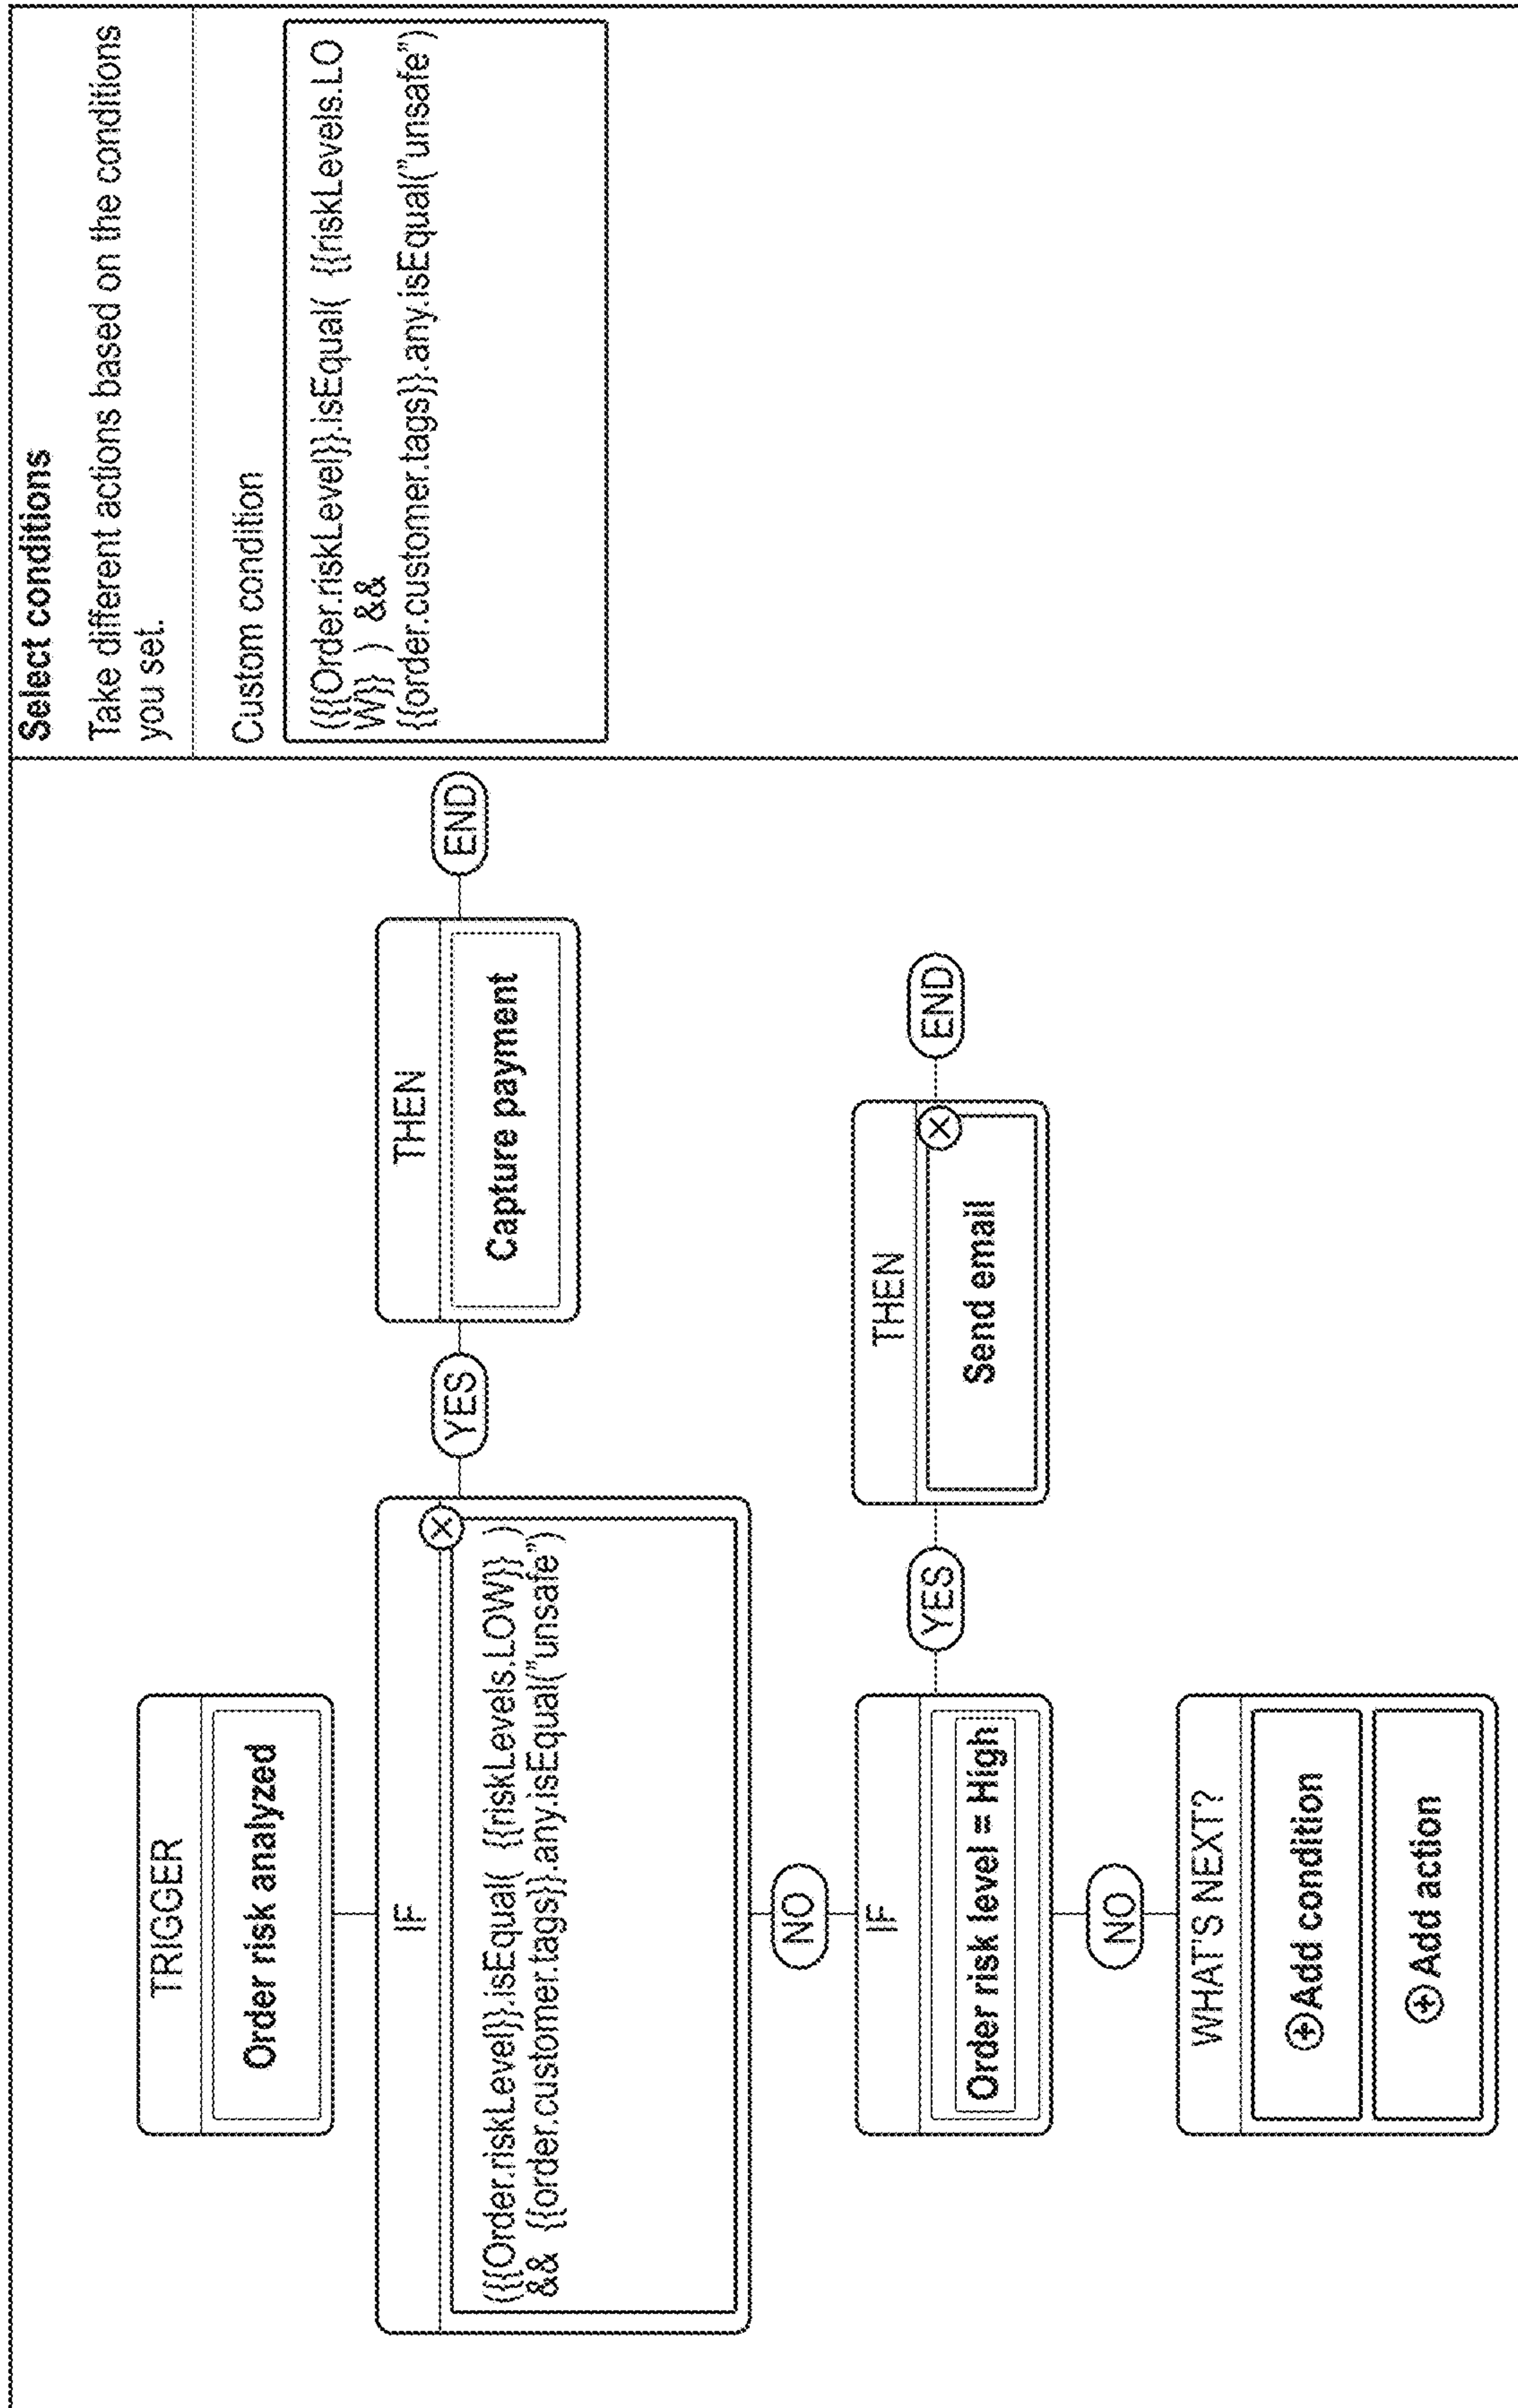 TRIGGER
Order risk analyzed
IF
({{Order.riskLevel}}.isEqual( {{riskLevels.LOW}} )
&& {{order.customer.tags}}.any.isEqual("unsafe")
YES
THEN
Capture payment
END
NO
IF
Order risk level = High
YES
THEN
Send email
END
NO
WHAT'S NEXT?
Add condition
Add action
Select conditions
Take different actions based on the conditions
you set.
Custom condition
({{Order.riskLevel}}.isEqual( {{riskLevels.LO
W}} ) &&
{{order.customer.tags}}.any.isEqual("unsafe")